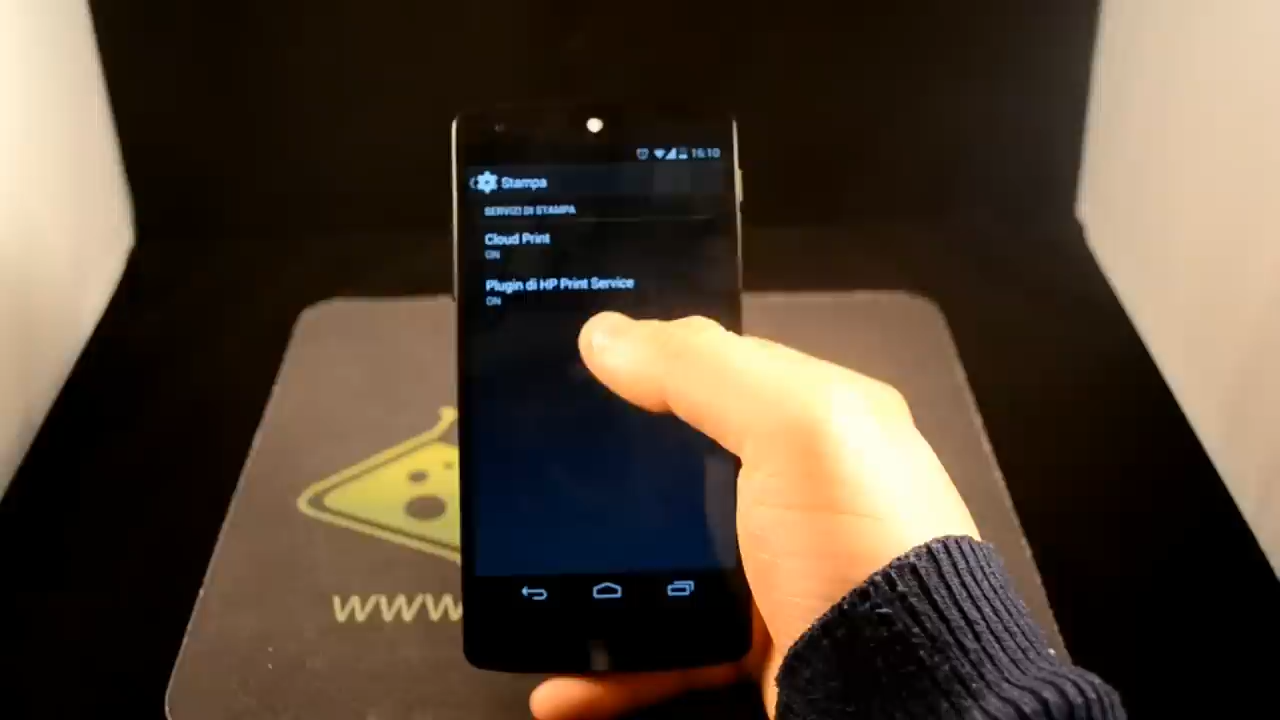 16:10
Stampa
SERVIZI DI STAMPA
Cloud Print
ON
Plugin di HP Print Service
ON
www.